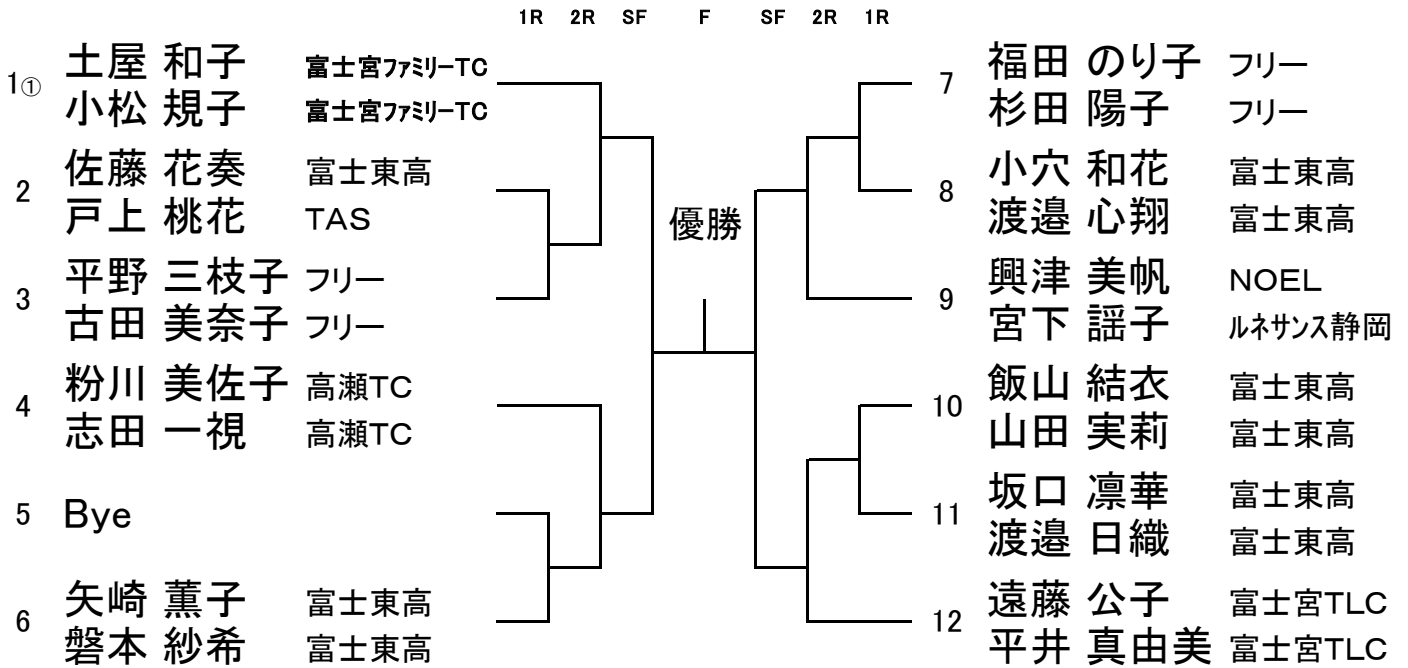 1R 2R SF F SF 2R 1R
1① 土屋 和子 富士宮ファミリーTC
小松 規子 富士宮ファミリーTC
2 佐藤 花奏 富士東高
戸上 桃花 TAS
3 平野 三枝子 フリー
古田 美奈子 フリー
4 粉川 美佐子 高瀬TC
志田 一視 高瀬TC
5 Bye
6 矢崎 薫子 富士東高
磐本 紗希 富士東高
優勝
7 福田 のり子 フリー
杉田 陽子 フリー
8 小穴 和花 富士東高
渡邉 心翔 富士東高
9 興津 美帆 NOEL
宮下 謡子 ルネサンス静岡
10 飯山 結衣 富士東高
山田 実莉 富士東高
11 坂口 凛華 富士東高
渡邉 日織 富士東高
12 遠藤 公子 富士宮TLC
平井 真由美 富士宮TLC